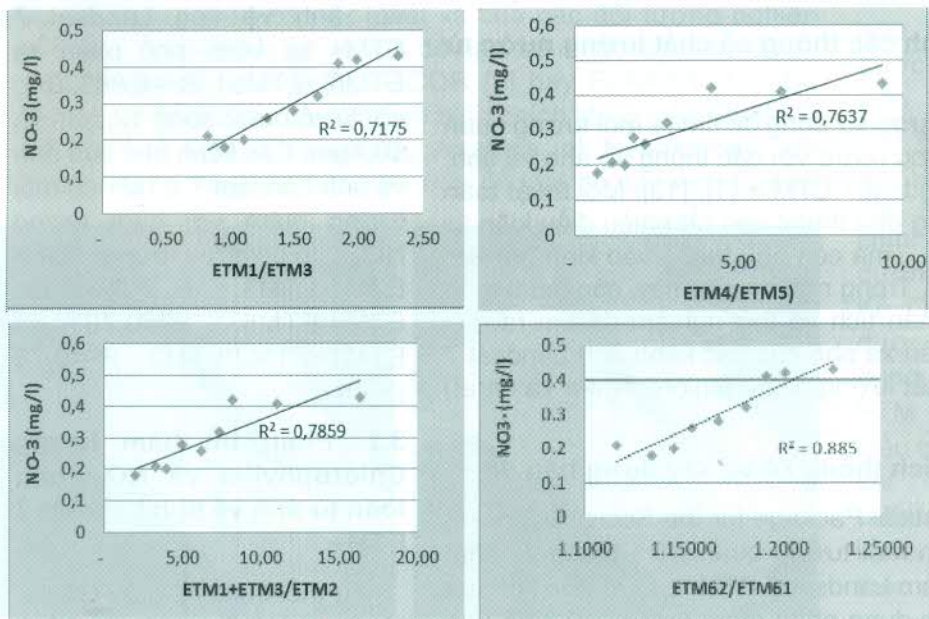 NO-3 (mg/l)
0,5
0,4
0,3
0,2
0,1
0
R² = 0,7175
- 0,50 1,00 1,50 2,00 2,50
ETM1/ETM3
NO-3 (mg/l)
0,6
0,5
0,4
0,3
0,2
0,1
0
R² = 0,7637
- 5,00 10,00
ETM4/ETM5)
NO-3 (mg/l)
0,6
0,5
0,4
0,3
0,2
0,1
0
R² = 0,7859
- 5,00 10,00 15,00 20,00
ETM1+ETM3/ETM2
NO3- (mg/l)
0.5
0.4
0.3
0.2
0.1
0
R² = 0.885
1.1000 1.15000 1.2000 1.25000
ETM62/ETM61